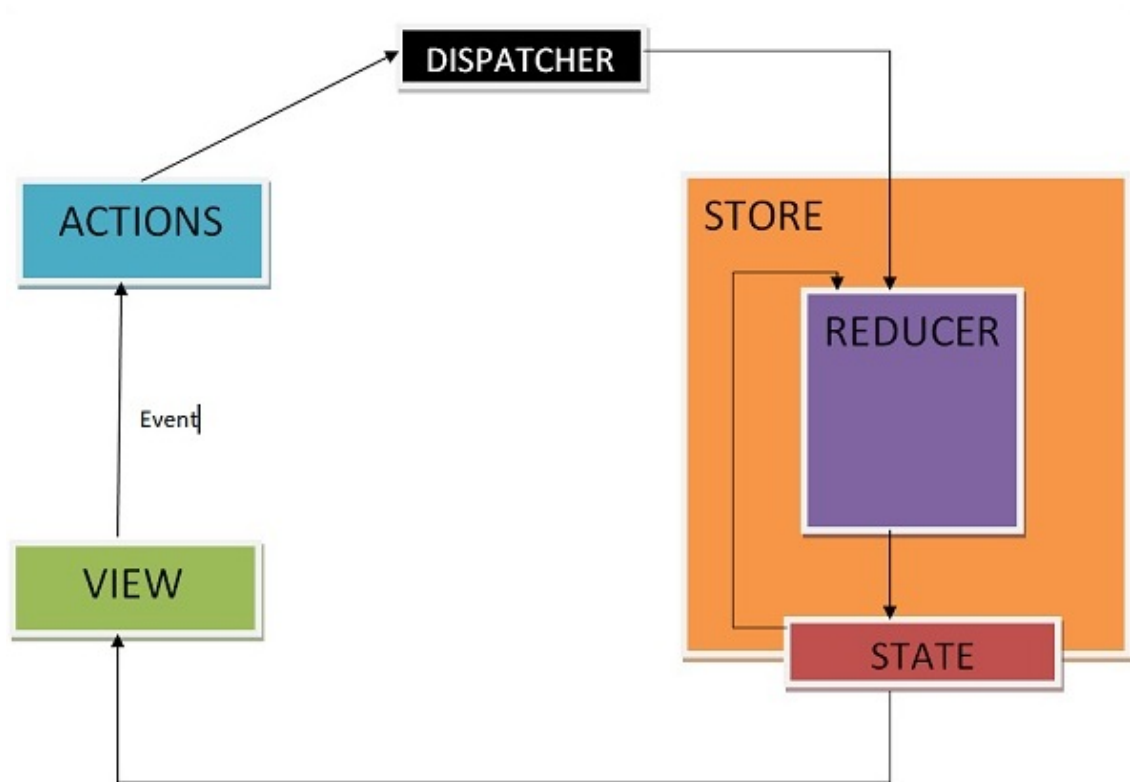 DISPATCHER
ACTIONS
STORE
REDUCER
Event
VIEW
STATE